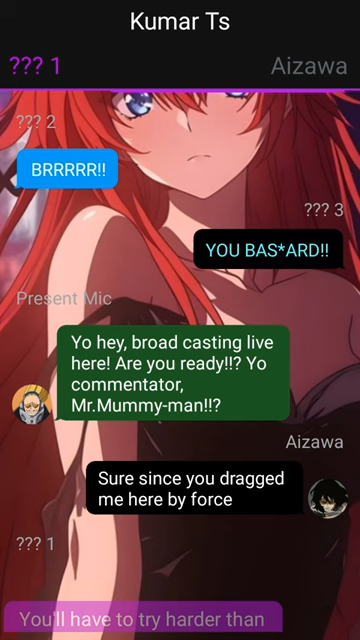 Kumar Ts
??? 1
Aizawa
??? 2
BRRRRR!!
??? 3
YOU BAS*ARD!!
Present Mic
Yo hey, broad casting live
here! Are you ready!!? Yo
commentator,
Mr.Mummy-man!!?
Aizawa
Sure since you dragged
me here by force
??? 1
You'll have to try harder than